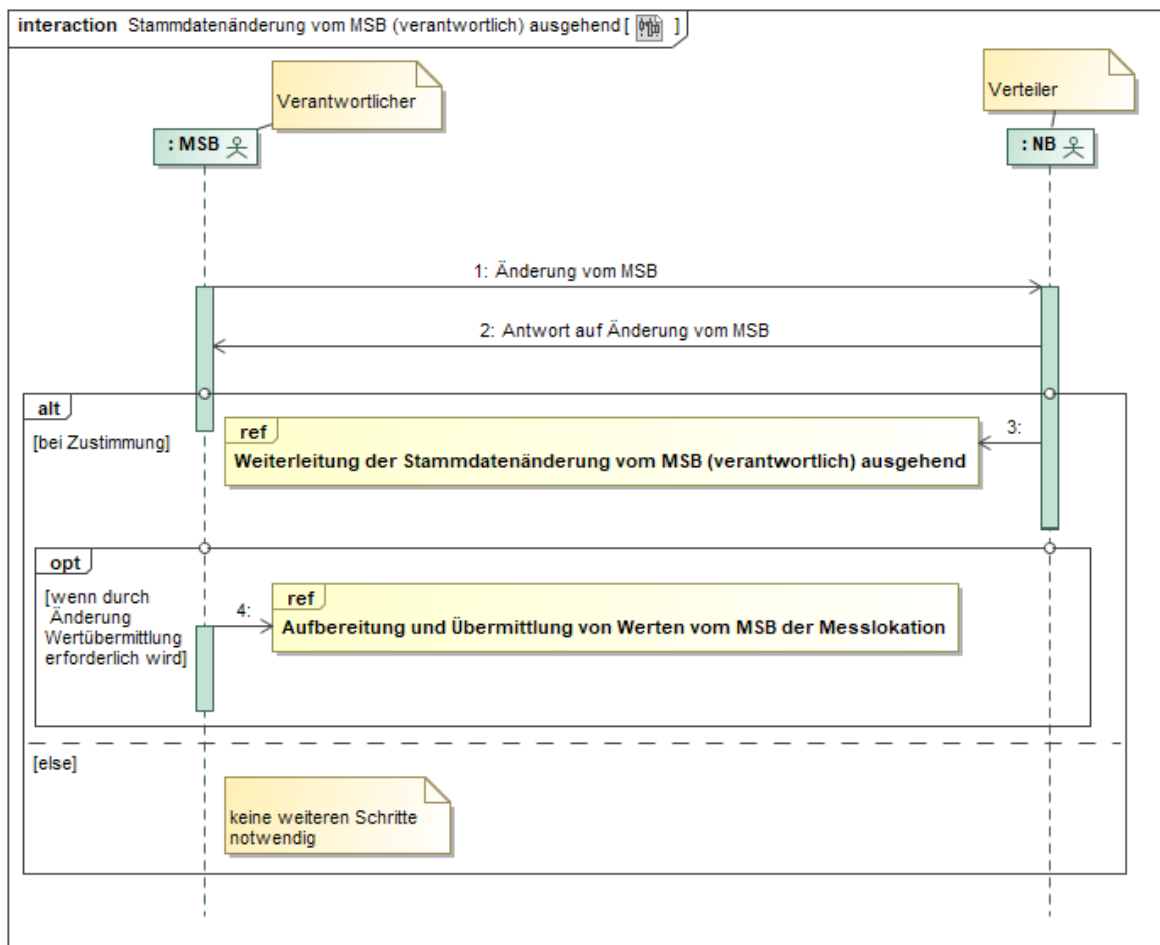 interaction Stammdatenänderung vom MSB (verantwortlich) ausgehend [ ]
Verantwortlicher
Verteiler
: MSB
: NB
1: Änderung vom MSB
2: Antwort auf Änderung vom MSB
alt
[bei Zustimmung]
ref
3:
Weiterleitung der Stammdatenänderung vom MSB (verantwortlich) ausgehend
opt
[wenn durch
Änderung
Wertübermittlung
erforderlich wird]
4:
ref
Aufbereitung und Übermittlung von Werten vom MSB der Messlokation
[else]
keine weiteren Schritte
notwendig